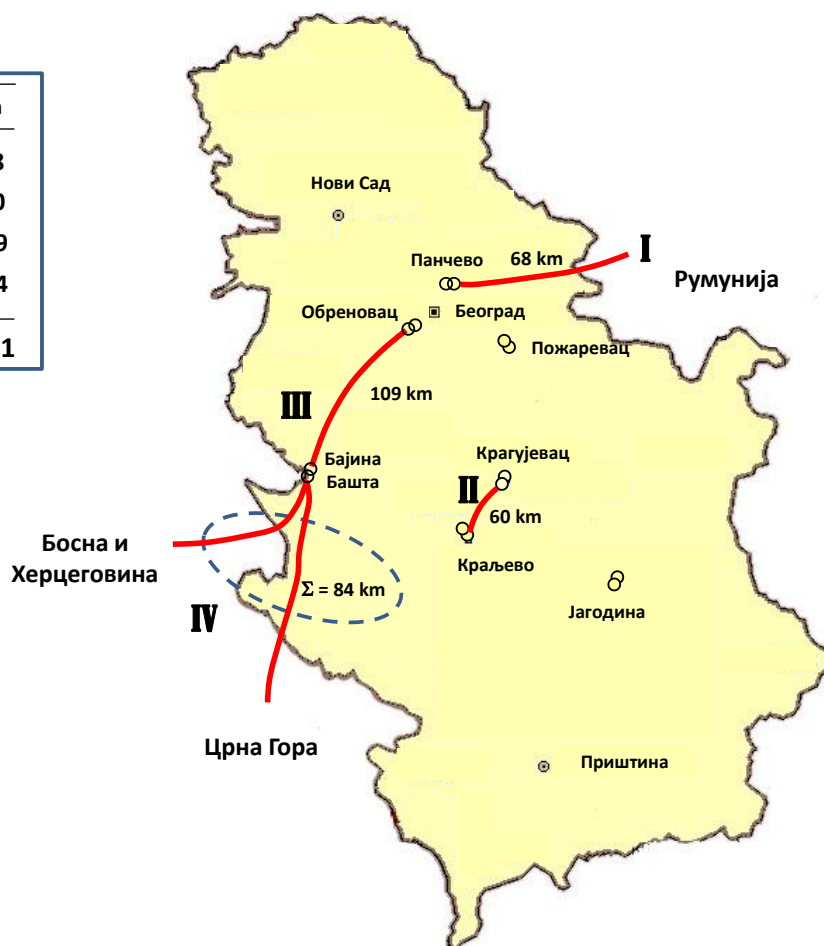 Нови Сад
Панчево
68 km
I
Румунија
Обреновац
Београд
Пожаревац
III
109 km
Бајина
Башта
Крагујевац
II
60 km
Краљево
Босна и
Херцеговина
Σ = 84 km
IV
Јагодина
Црна Гора
Приштина
1